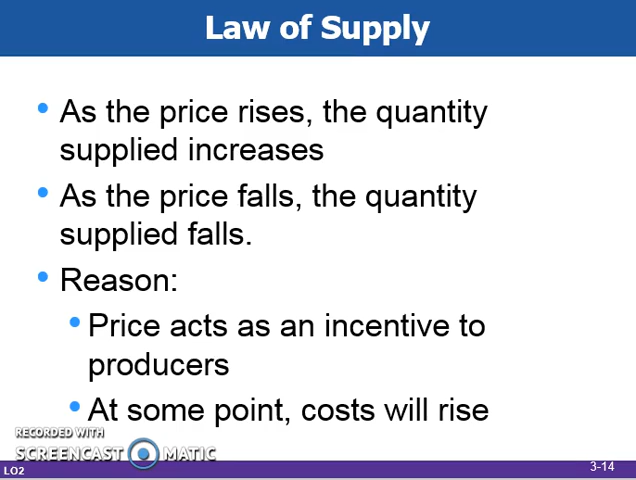 Law of Supply
• As the price rises, the quantity
supplied increases
• As the price falls, the quantity
supplied falls.
• Reason:
• Price acts as an incentive to
producers
• At some point, costs will rise
RECORDED WITH
SCREENCAST MATIC
LO2
3-14